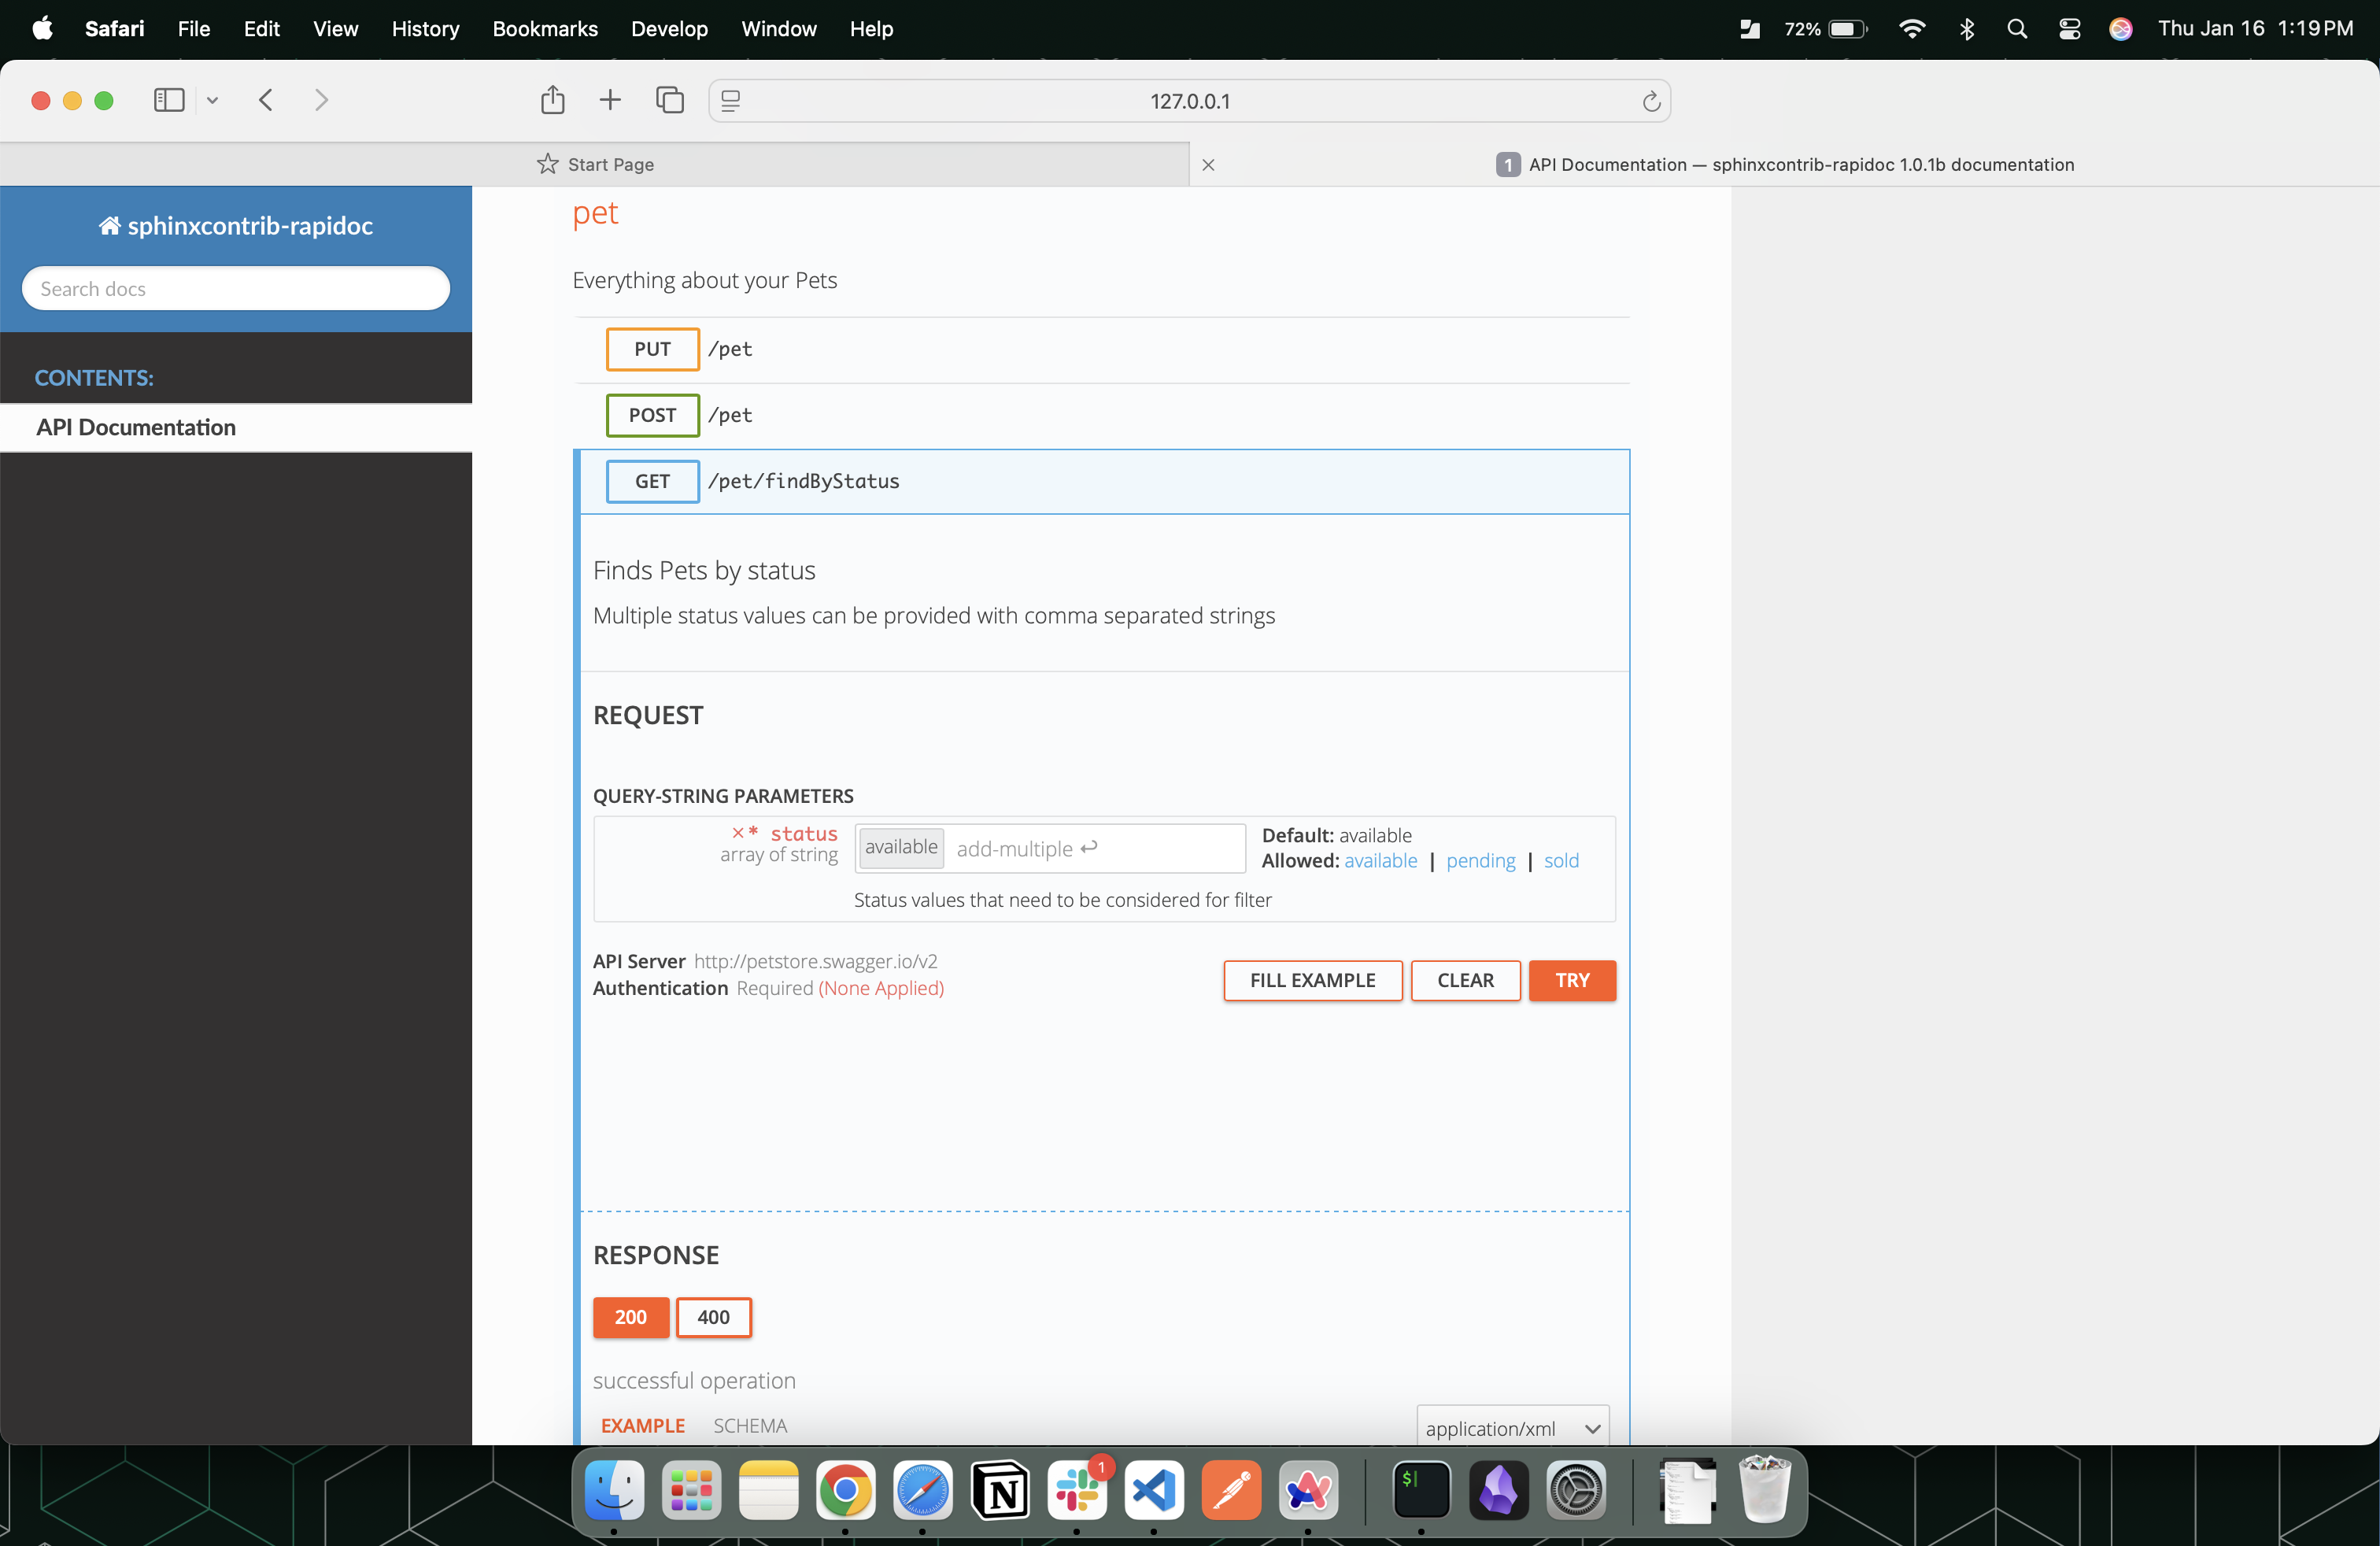 Safari File Edit View History Bookmarks Develop Window Help 72% Thu Jan 16 1:19 PM
127.0.0.1
Start Page
1 API Documentation — sphinxcontrib-rapidoc 1.0.1b documentation
sphinxcontrib-rapidoc
Search docs
CONTENTS:
API Documentation
pet
Everything about your Pets
PUT /pet
POST /pet
GET /pet/findByStatus
Finds Pets by status
Multiple status values can be provided with comma separated strings
REQUEST
QUERY-STRING PARAMETERS
×* status
array of string
available add-multiple ↩
Default: available
Allowed: available | pending | sold
Status values that need to be considered for filter
API Server http://petstore.swagger.io/v2
Authentication Required (None Applied)
FILL EXAMPLE CLEAR TRY
RESPONSE
200 400
successful operation
EXAMPLE SCHEMA
application/xml
1
$